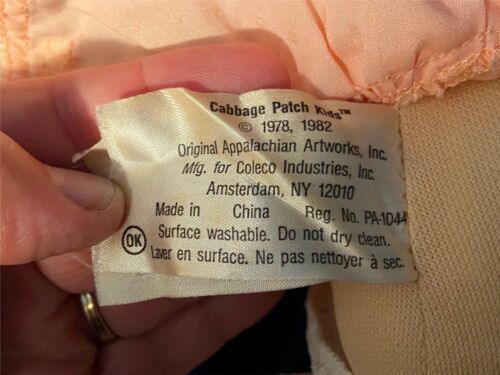 Cabbage Patch Kids™
© 1978, 1982
Original Appalachian Artworks, Inc.
Mfg. for Coleco Industries, Inc.
Amsterdam, NY 12010
Made in China Reg. No. PA-1044
OK Surface washable. Do not dry clean.
Laver en surface. Ne pas nettoyer à sec.